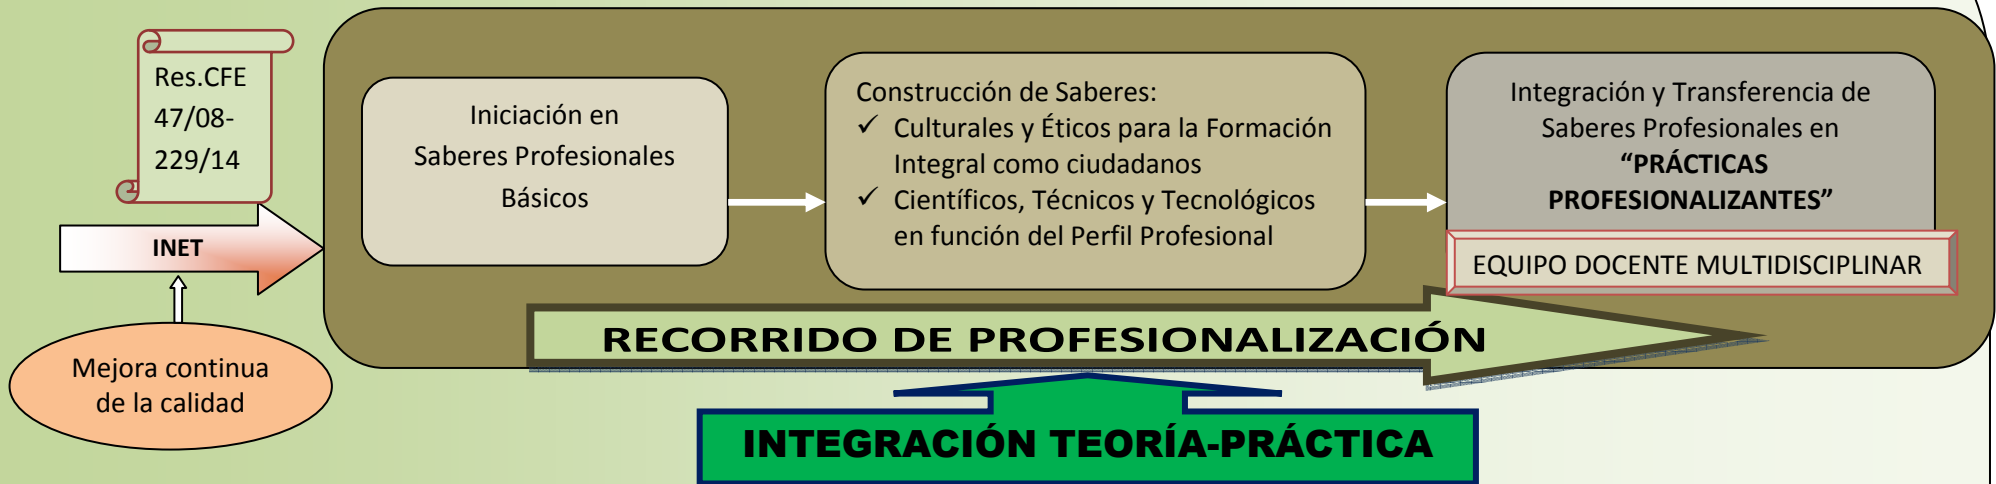 Res.CFE
47/08-
229/14
INET
Mejora continua
de la calidad
Iniciación en
Saberes Profesionales
Básicos
Construcción de Saberes:
✓ Culturales y Éticos para la Formación
Integral como ciudadanos
✓ Científicos, Técnicos y Tecnológicos
en función del Perfil Profesional
Integración y Transferencia de
Saberes Profesionales en
“PRÁCTICAS
PROFESIONALIZANTES”
EQUIPO DOCENTE MULTIDISCIPLINAR
RECORRIDO DE PROFESIONALIZACIÓN
INTEGRACIÓN TEORÍA-PRÁCTICA